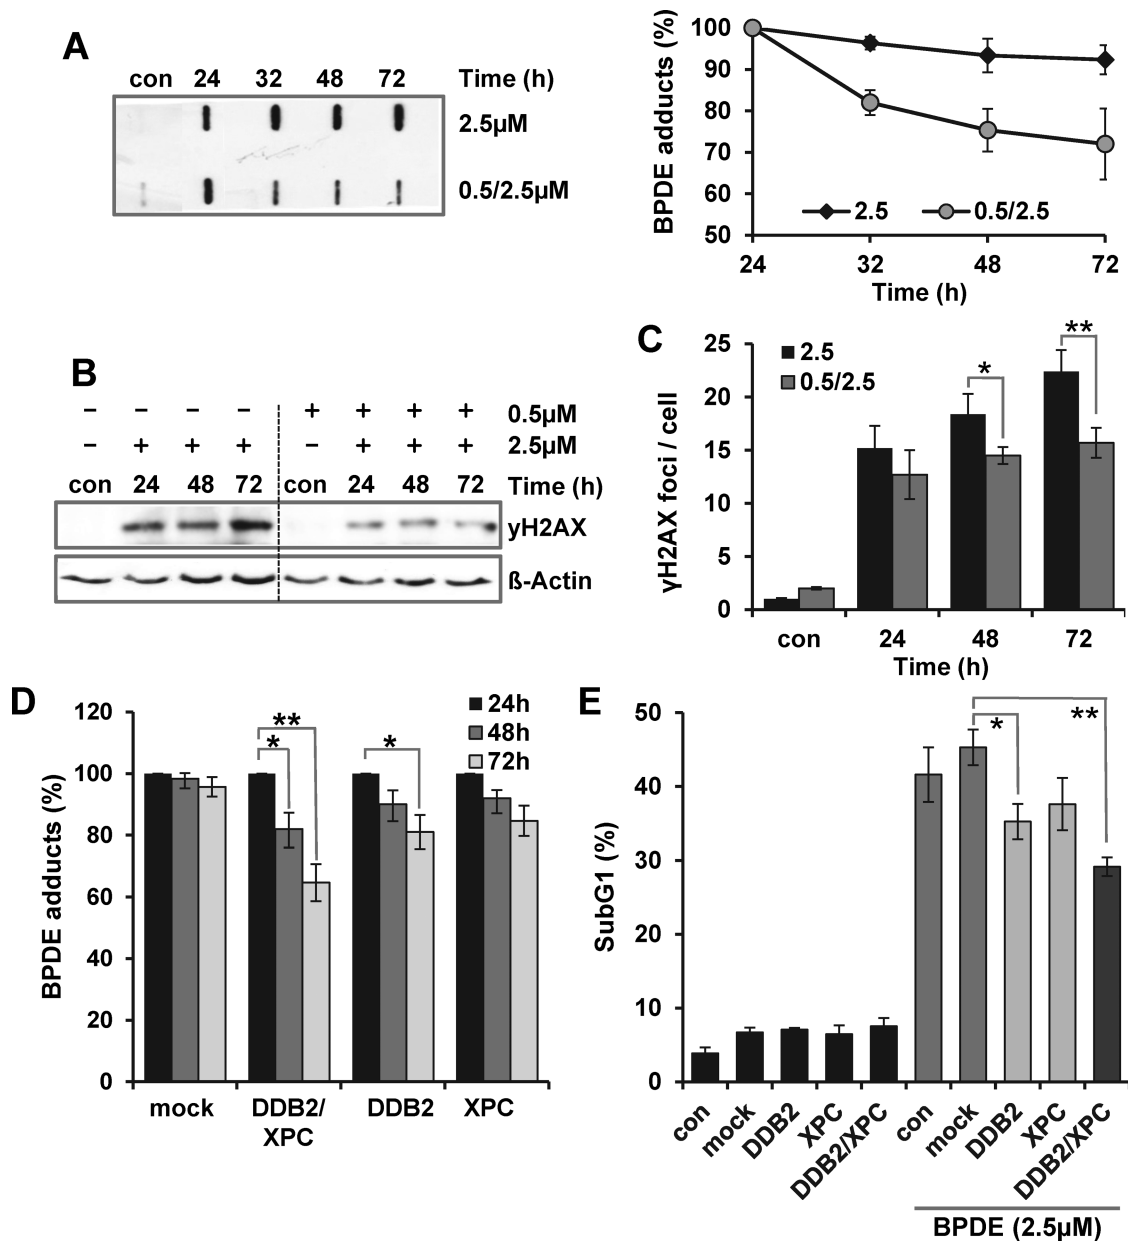 A
con 24 32 48 72 Time (h)
2.5µM
0.5/2.5µM
BPDE adducts (%)
100
90
80
70
60
50
2.5 0.5/2.5
24 32 48 72
Time (h)
B
– – – – + + + + 0.5µM
– + + + – + + + 2.5µM
con 24 48 72 con 24 48 72 Time (h)
γH2AX
ß-Actin
C
γH2AX foci / cell
25
20
15
10
5
0
2.5
0.5/2.5
*
**
con 24 48 72
Time (h)
D
BPDE adducts (%)
120
100
80
60
40
20
0
24h
48h
72h
**
*
*
mock DDB2/ DDB2 XPC
XPC
E
SubG1 (%)
50
40
30
20
10
0
*
**
con mock DDB2 XPC DDB2/XPC con mock DDB2 XPC DDB2/XPC
BPDE (2.5µM)